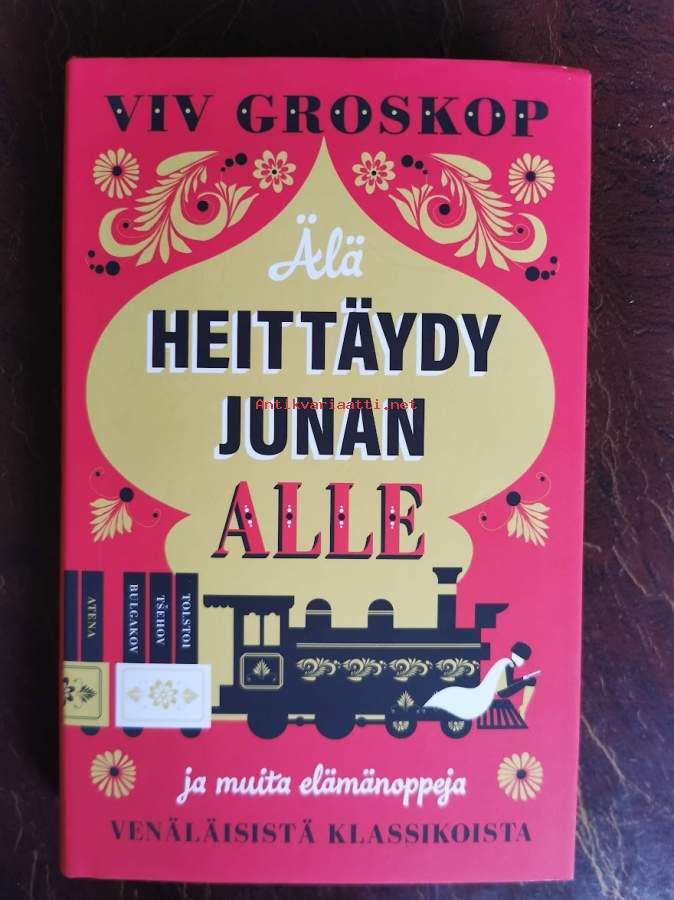 VIV GROSKOP
Älä
HEITTÄYDY
JUNAN
Antikvariaatti.net
ALLE
ATENA
BULGAKOV
TŠEHOV
TOLSTOI
ja muita elämänoppeja
VENÄLÄISISTÄ KLASSIKOISTA